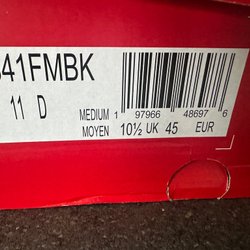 41FMBK
11 D
MEDIUM 1 97966 48697 6
MOYEN 10½ UK 45 EUR